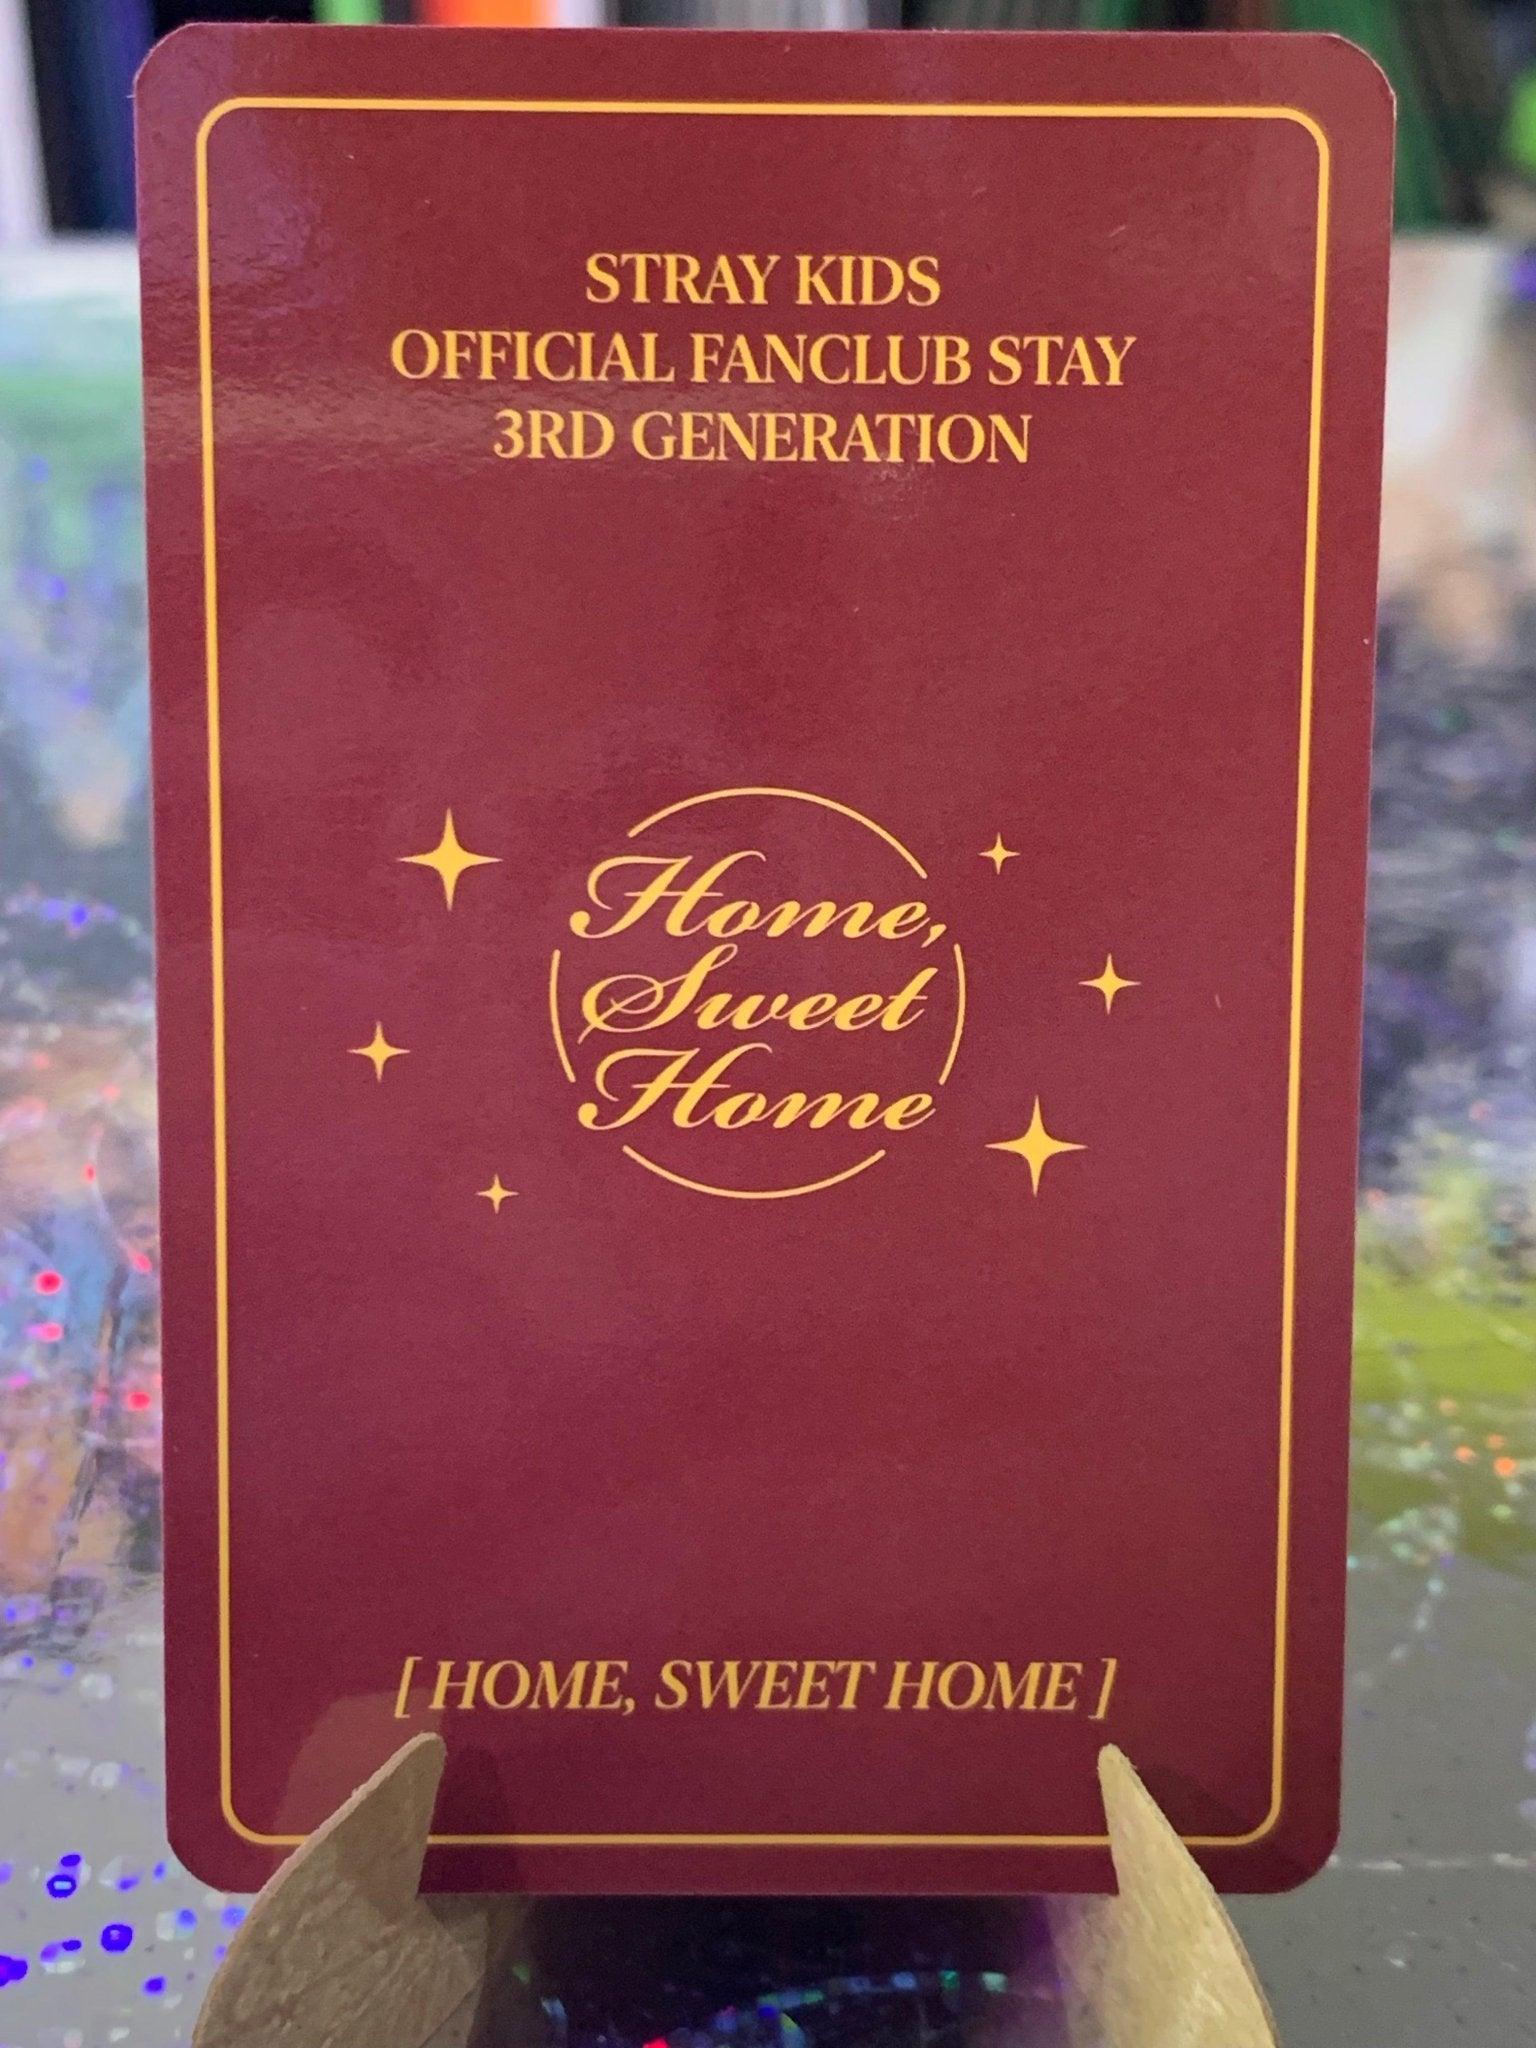 STRAY KIDS
OFFICIAL FANCLUB STAY
3RD GENERATION
Home,
Sweet
Home
[ HOME, SWEET HOME ]